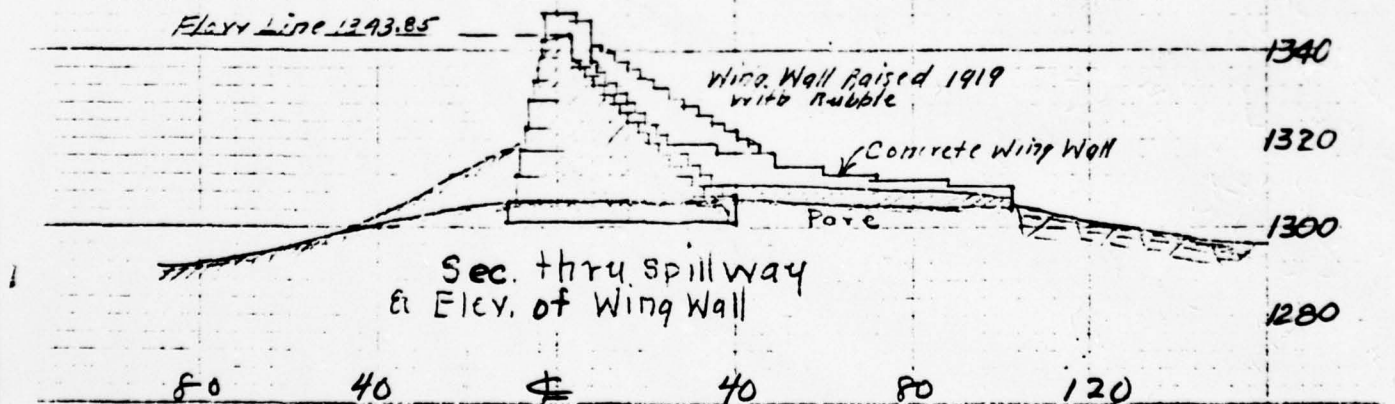 Flow Line 1343.85
1340
Wing Wall Raised 1919
with Rubble
1320
Concrete Wing Wall
Pave
1300
Sec. thru Spillway
& Elev. of Wing Wall
1280
80 40 ℄ 40 80 120